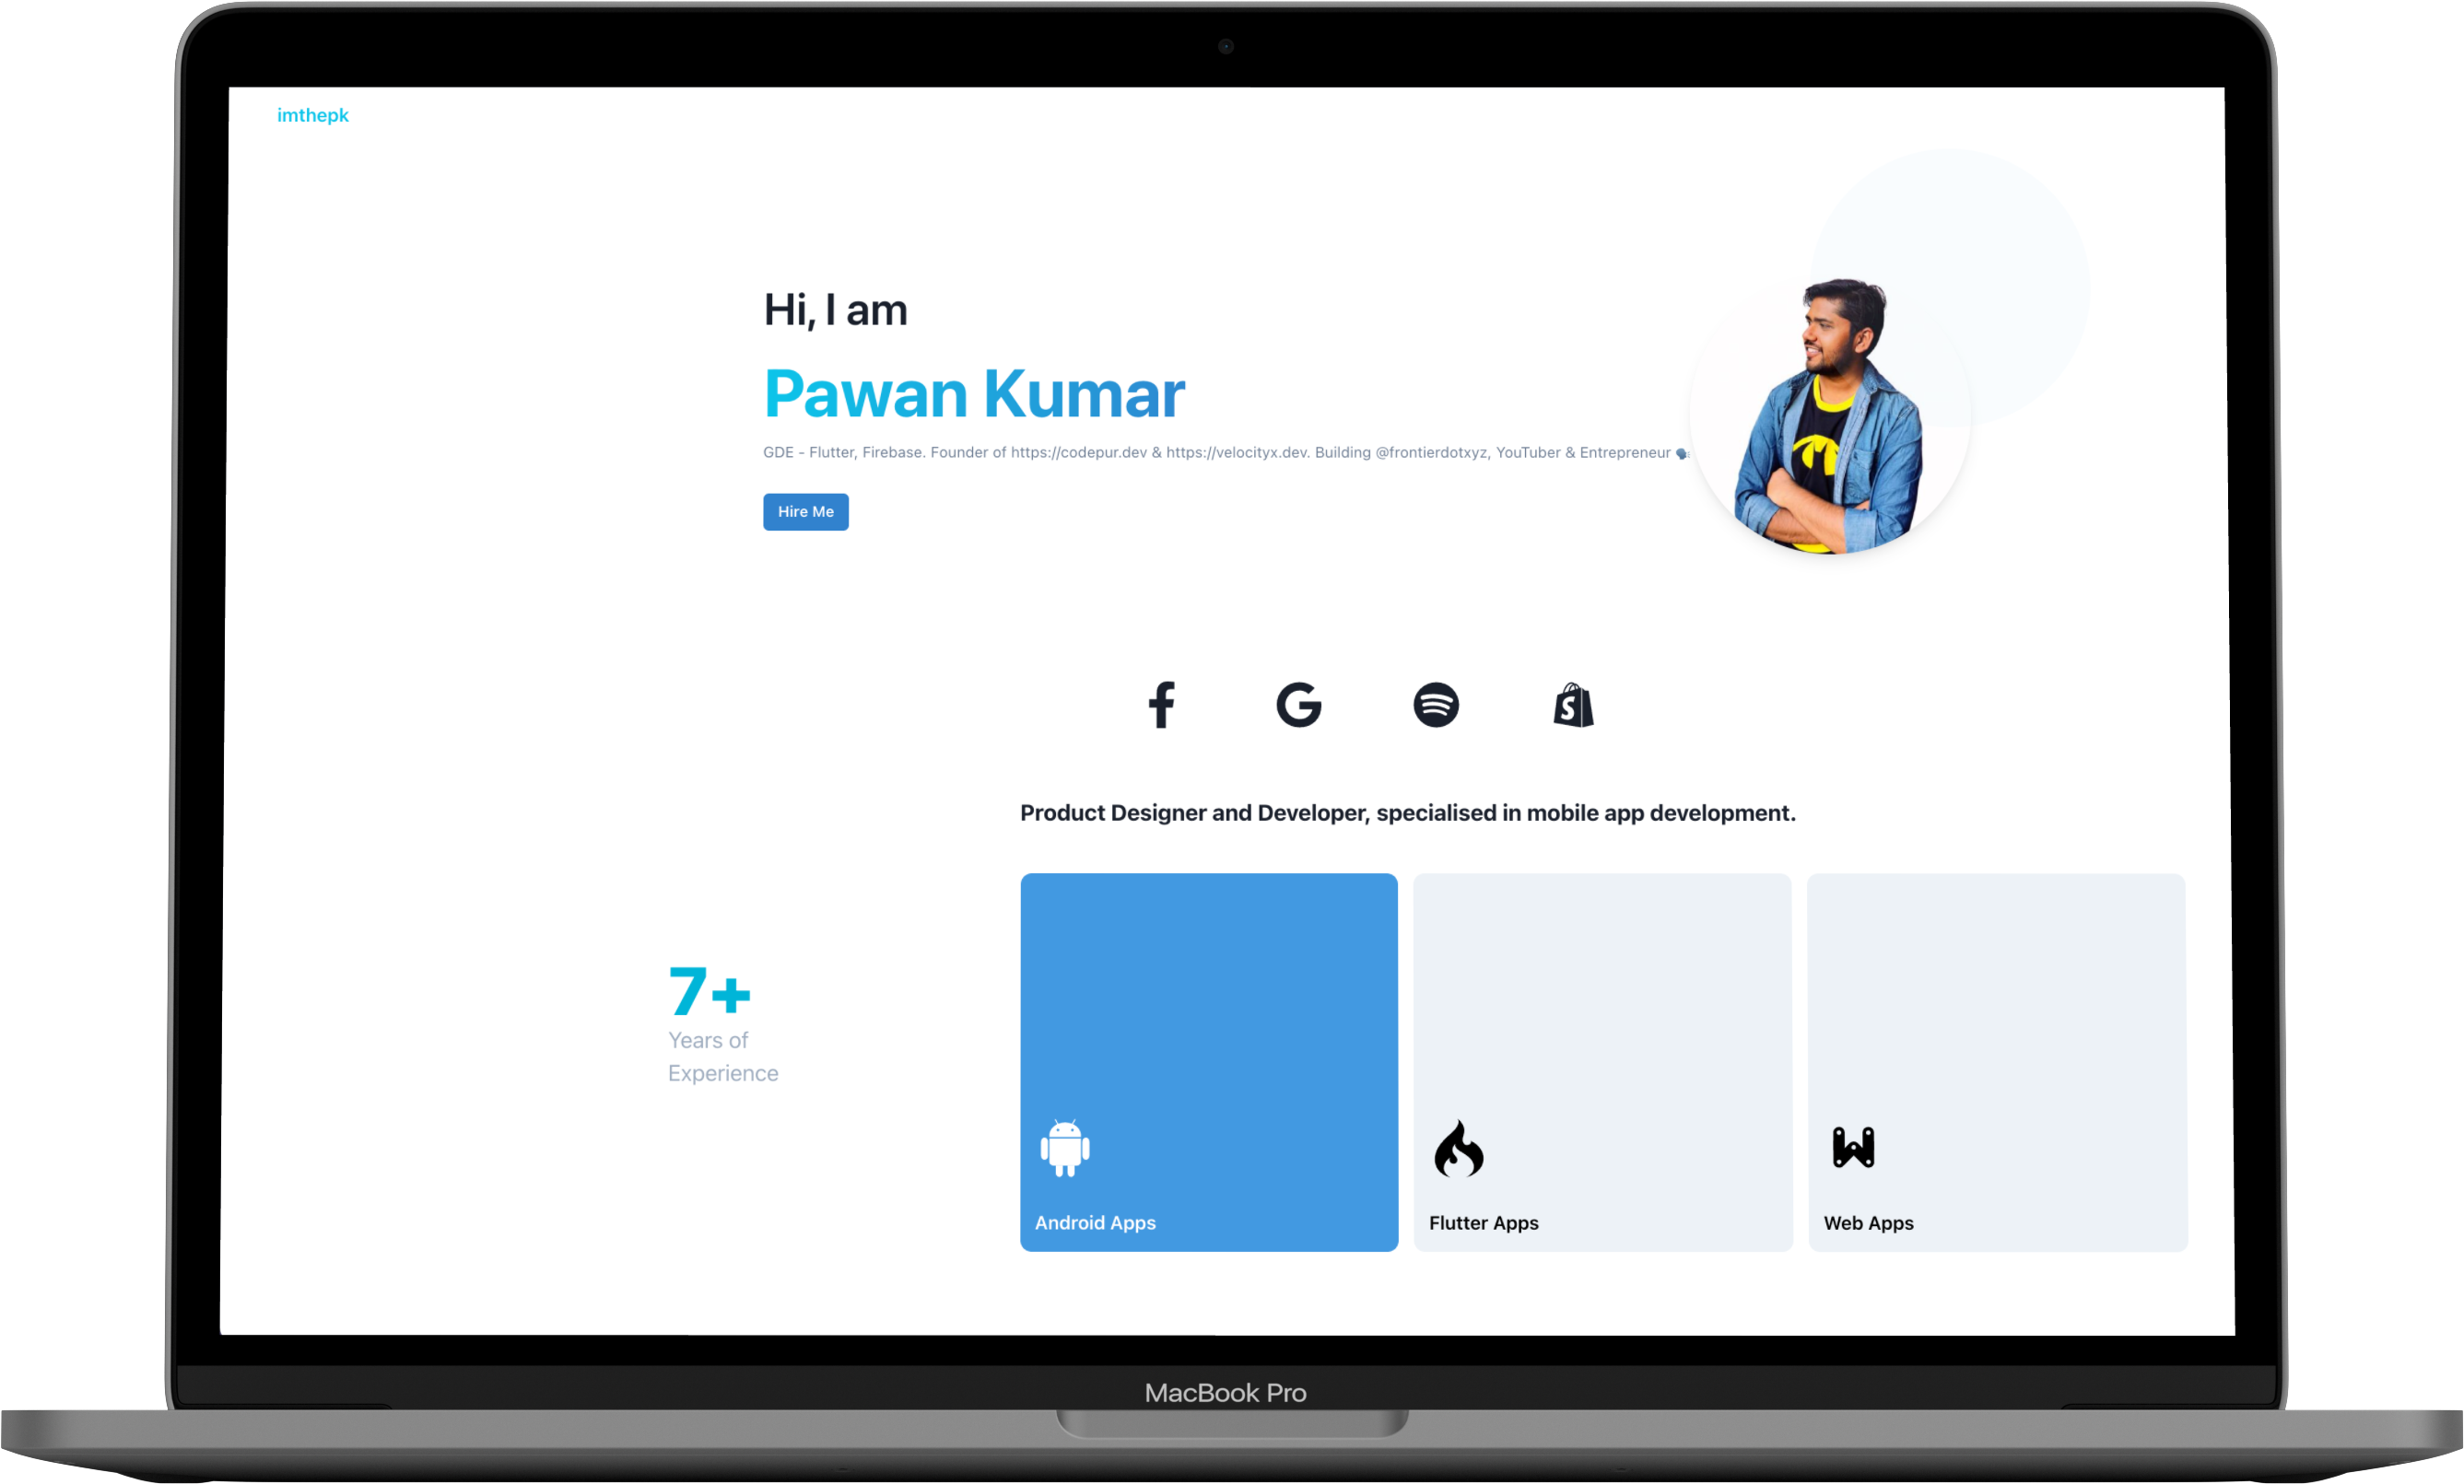 imthepk
Hi, I am
Pawan Kumar
GDE - Flutter, Firebase. Founder of https://codepur.dev & https://velocityx.dev. Building @frontierdotxyz, YouTuber & Entrepreneur 🗣
Hire Me
Product Designer and Developer, specialised in mobile app development.
7+
Years of
Experience
Android Apps
Flutter Apps
Web Apps
MacBook Pro